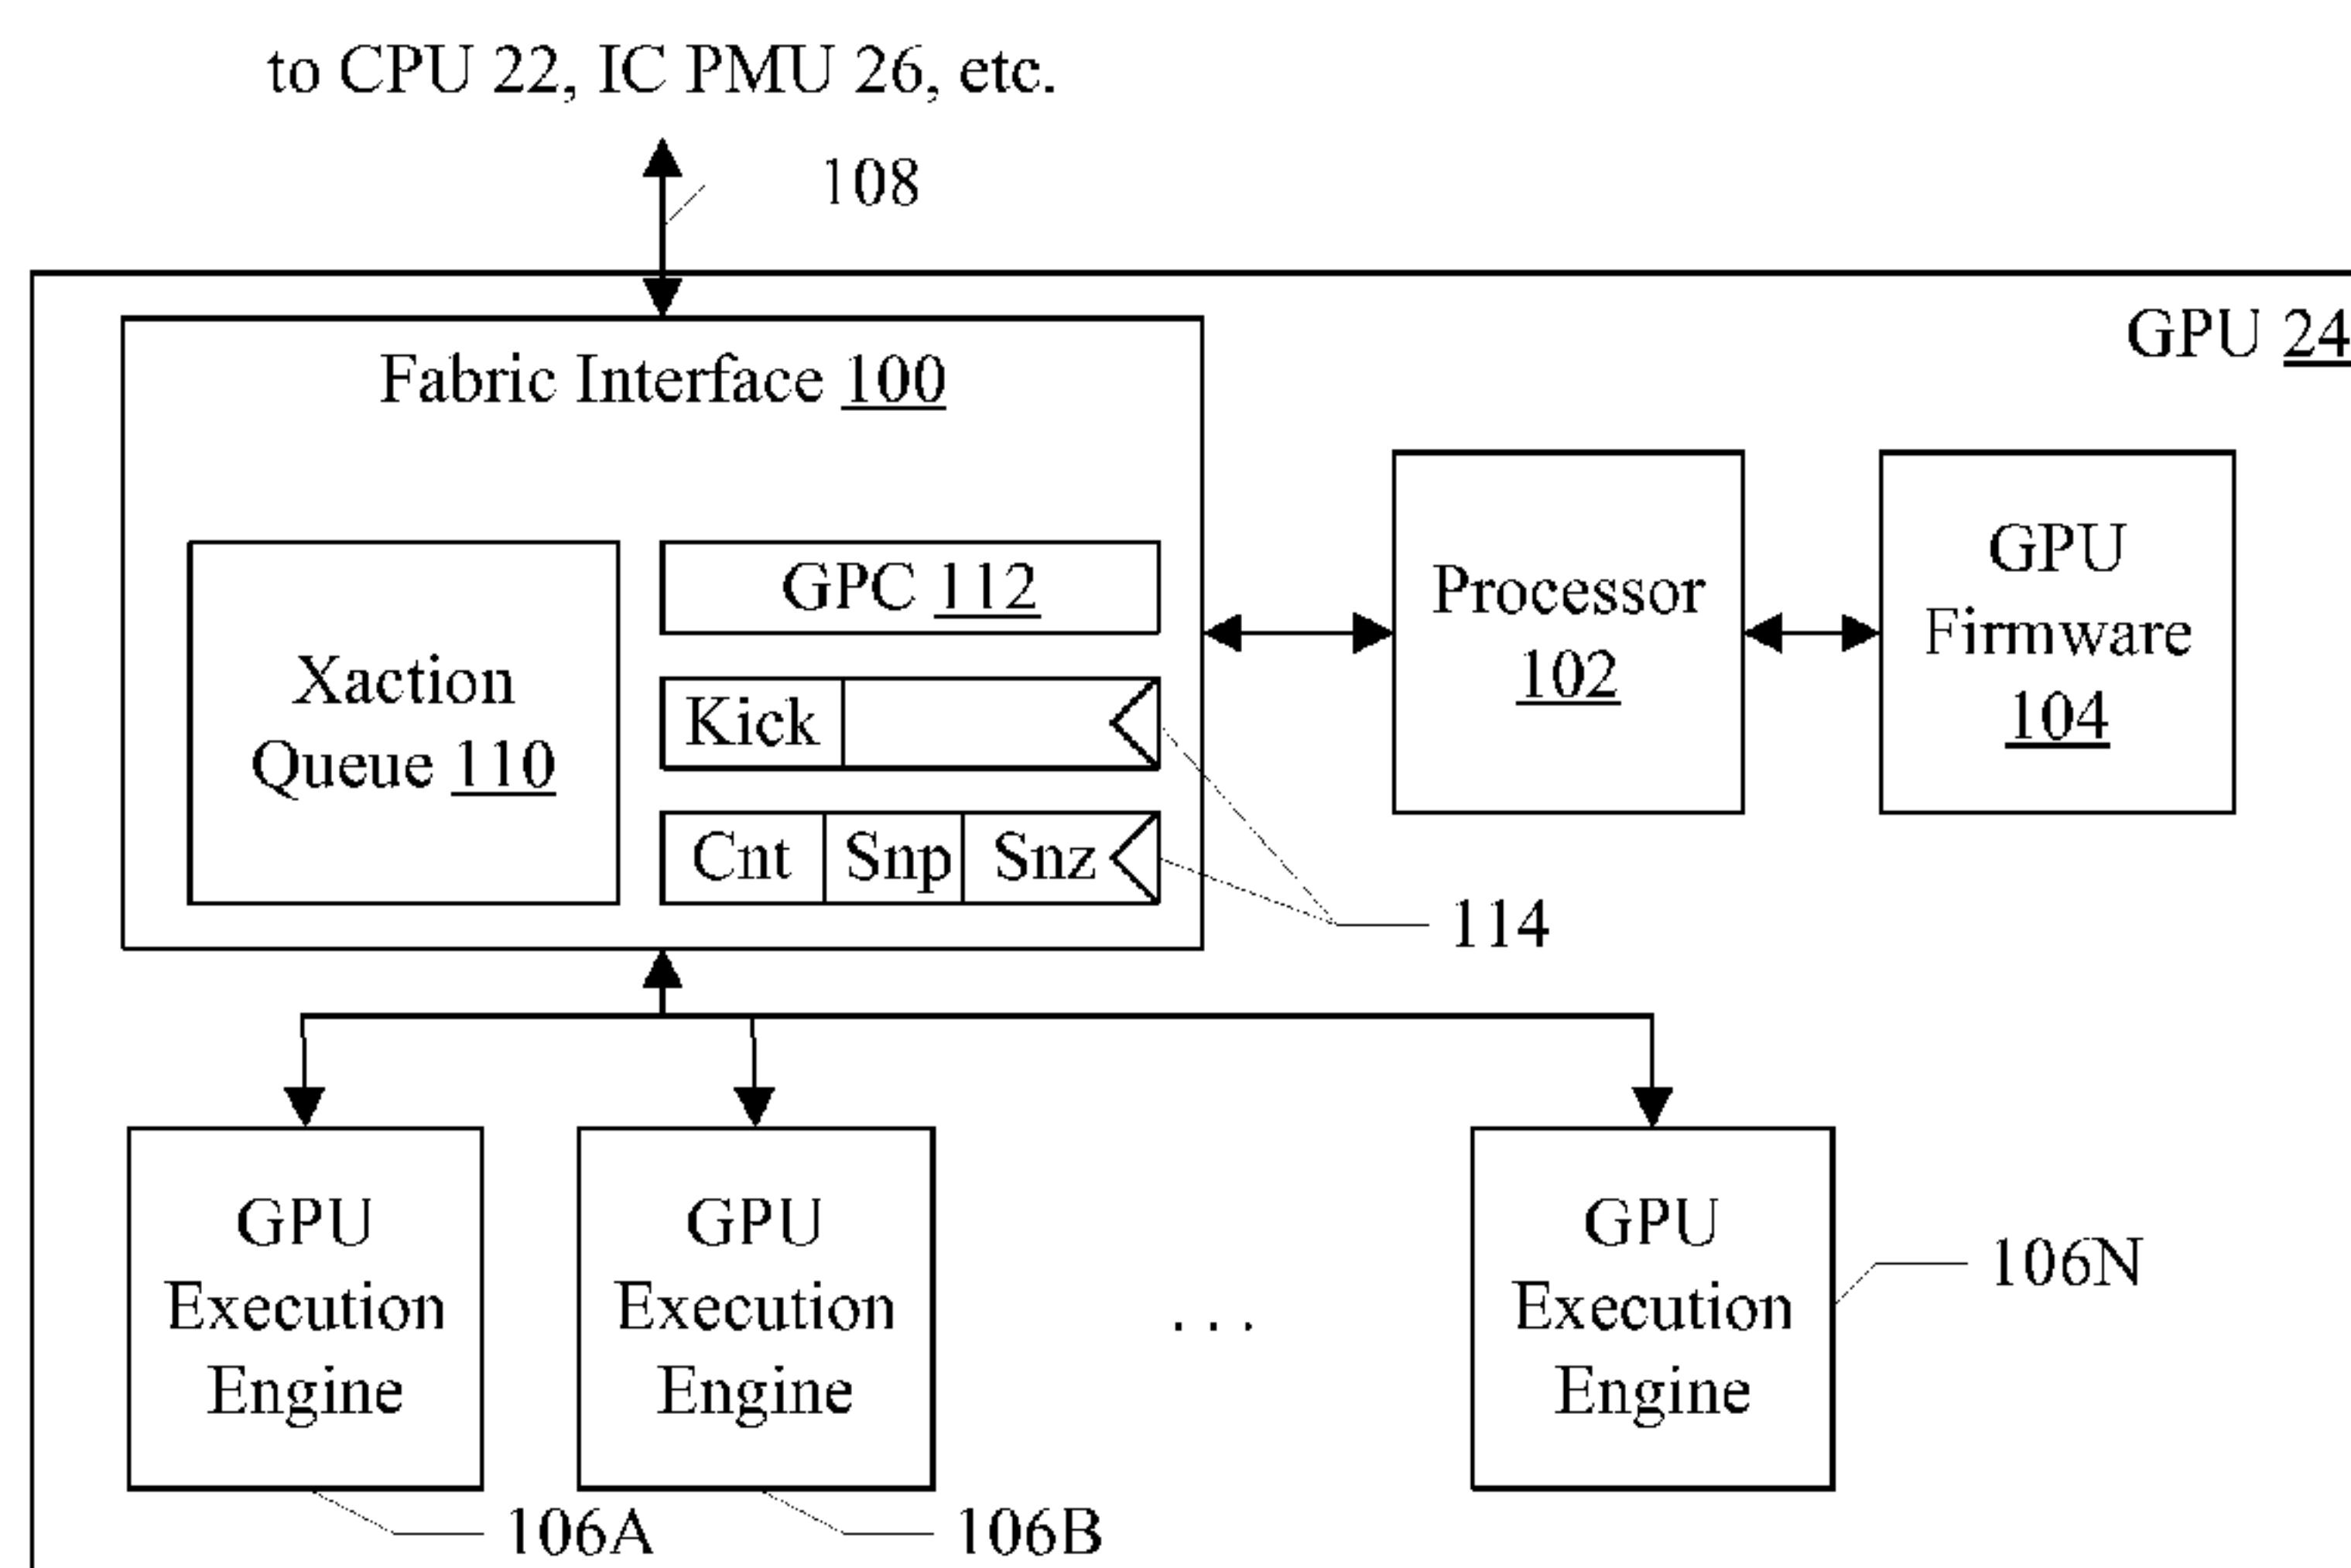 to CPU 22, IC PMU 26, etc.
108
GPU 24
Fabric Interface 100
Xaction
Queue 110
GPC 112
Kick
Cnt Snp Snz
114
Processor
102
GPU
Firmware
104
GPU
Execution
Engine
106A
GPU
Execution
Engine
106B
. . .
GPU
Execution
Engine
106N